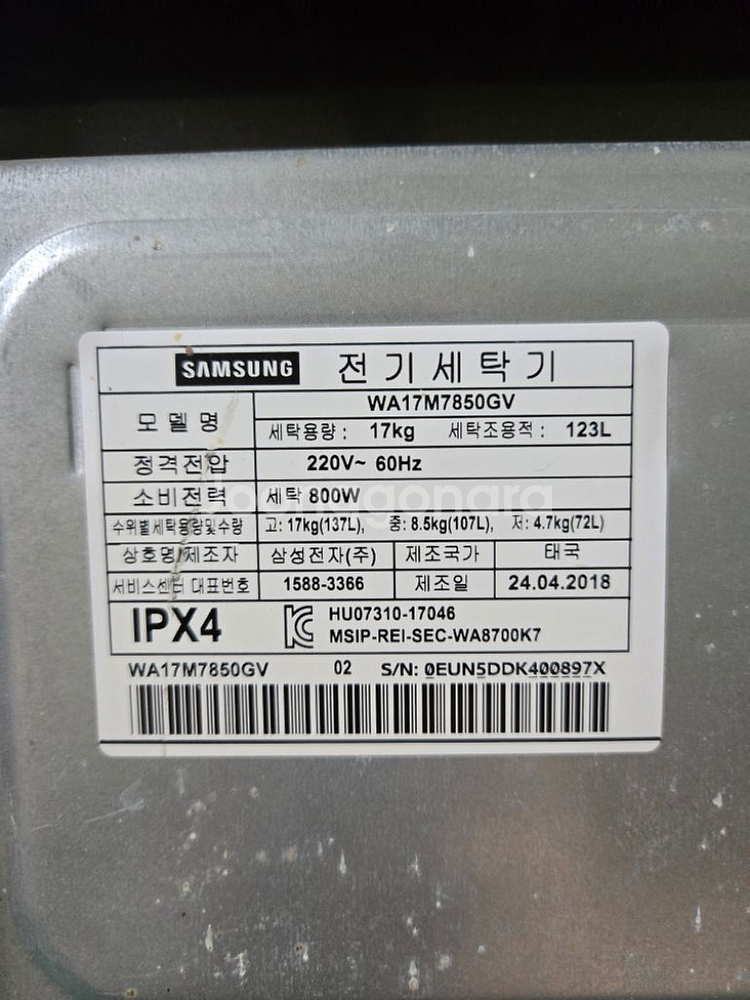 SAMSUNG 전기세탁기
모델명
WA17M7850GV
세탁용량 : 17kg 세탁조용적 : 123L
정격전압 220V~ 60Hz
소비전력 세탁 800W
수위별세탁용량및수량 고: 17kg(137L), 중: 8.5kg(107L), 저: 4.7kg(72L)
상호명/제조자 삼성전자(주) 제조국가 태국
서비스센터 대표번호 1588-3366 제조일 24.04.2018
IPX4
HU07310-17046
MSIP-REI-SEC-WA8700K7
WA17M7850GV 02 S/N: 0EUN5DDK400897X
Joonggonara